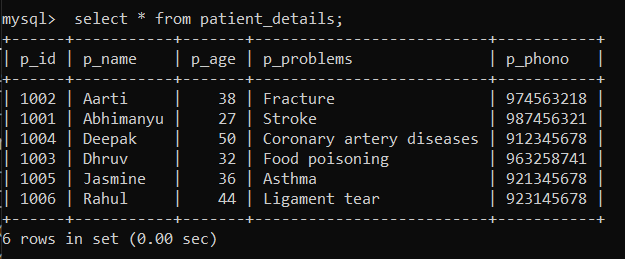 mysql>  select * from patient_details;
+------+-----------+-------+--------------------------+-----------+
| p_id | p_name    | p_age | p_problems               | p_phono   |
+------+-----------+-------+--------------------------+-----------+
| 1002 | Aarti     |    38 | Fracture                 | 974563218 |
| 1001 | Abhimanyu |    27 | Stroke                   | 987456321 |
| 1004 | Deepak    |    50 | Coronary artery diseases | 912345678 |
| 1003 | Dhruv     |    32 | Food poisoning           | 963258741 |
| 1005 | Jasmine   |    36 | Asthma                   | 921345678 |
| 1006 | Rahul     |    44 | Ligament tear            | 923145678 |
+------+-----------+-------+--------------------------+-----------+
6 rows in set (0.00 sec)